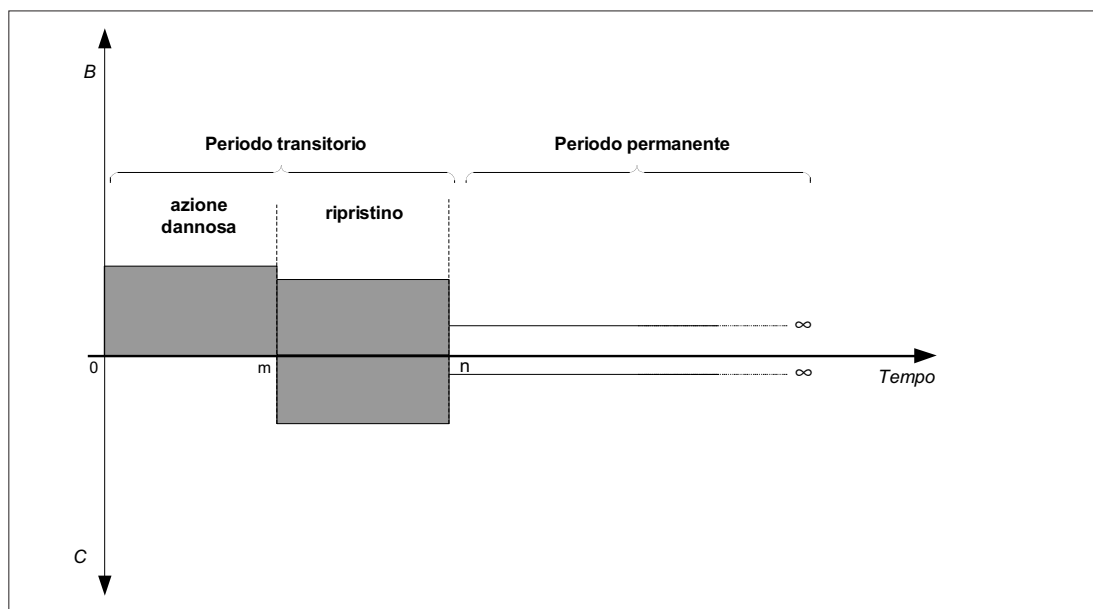 B
Periodo transitorio
Periodo permanente
azione
dannosa
ripristino
∞
0
m
n
∞
Tempo
C